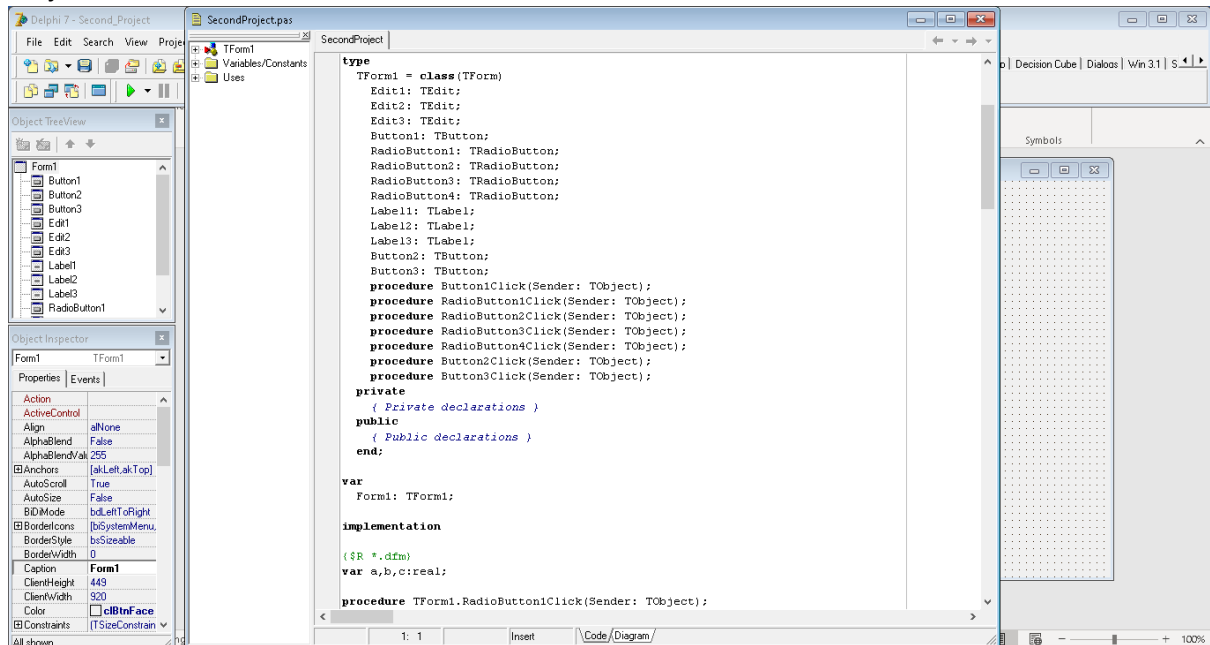 Delphi 7 - Second_Project
File Edit Search View Proje
Object TreeView
Form1
Button1
Button2
Button3
Edit1
Edit2
Edit3
Label1
Label2
Label3
RadioButton1
Object Inspector
Form1 TForm1
Properties Events
Action
ActiveControl
Align alNone
AlphaBlend False
AlphaBlendVal 255
Anchors [akLeft,akTop]
AutoScroll True
AutoSize False
BiDiMode bdLeftToRight
BorderIcons [biSystemMenu,
BorderStyle bsSizeable
BorderWidth 0
Caption Form1
ClientHeight 449
ClientWidth 920
Color clBtnFace
Constraints (TSizeConstrain
All shown
SecondProject.pas
TForm1
Variables/Constants
Uses
SecondProject
type
TForm1 = class(TForm)
Edit1: TEdit;
Edit2: TEdit;
Edit3: TEdit;
Button1: TButton;
RadioButton1: TRadioButton;
RadioButton2: TRadioButton;
RadioButton3: TRadioButton;
RadioButton4: TRadioButton;
Label1: TLabel;
Label2: TLabel;
Label3: TLabel;
Button2: TButton;
Button3: TButton;
procedure Button1Click(Sender: TObject);
procedure RadioButton1Click(Sender: TObject);
procedure RadioButton2Click(Sender: TObject);
procedure RadioButton3Click(Sender: TObject);
procedure RadioButton4Click(Sender: TObject);
procedure Button2Click(Sender: TObject);
procedure Button3Click(Sender: TObject);
private
{ Private declarations }
public
{ Public declarations }
end;
var
Form1: TForm1;
implementation
{$R *.dfm}
var a,b,c:real;
procedure TForm1.RadioButton1Click(Sender: TObject);
1: 1 Insert Code Diagram
Decision Cube Dialogs Win 3.1 S
Symbols
100%